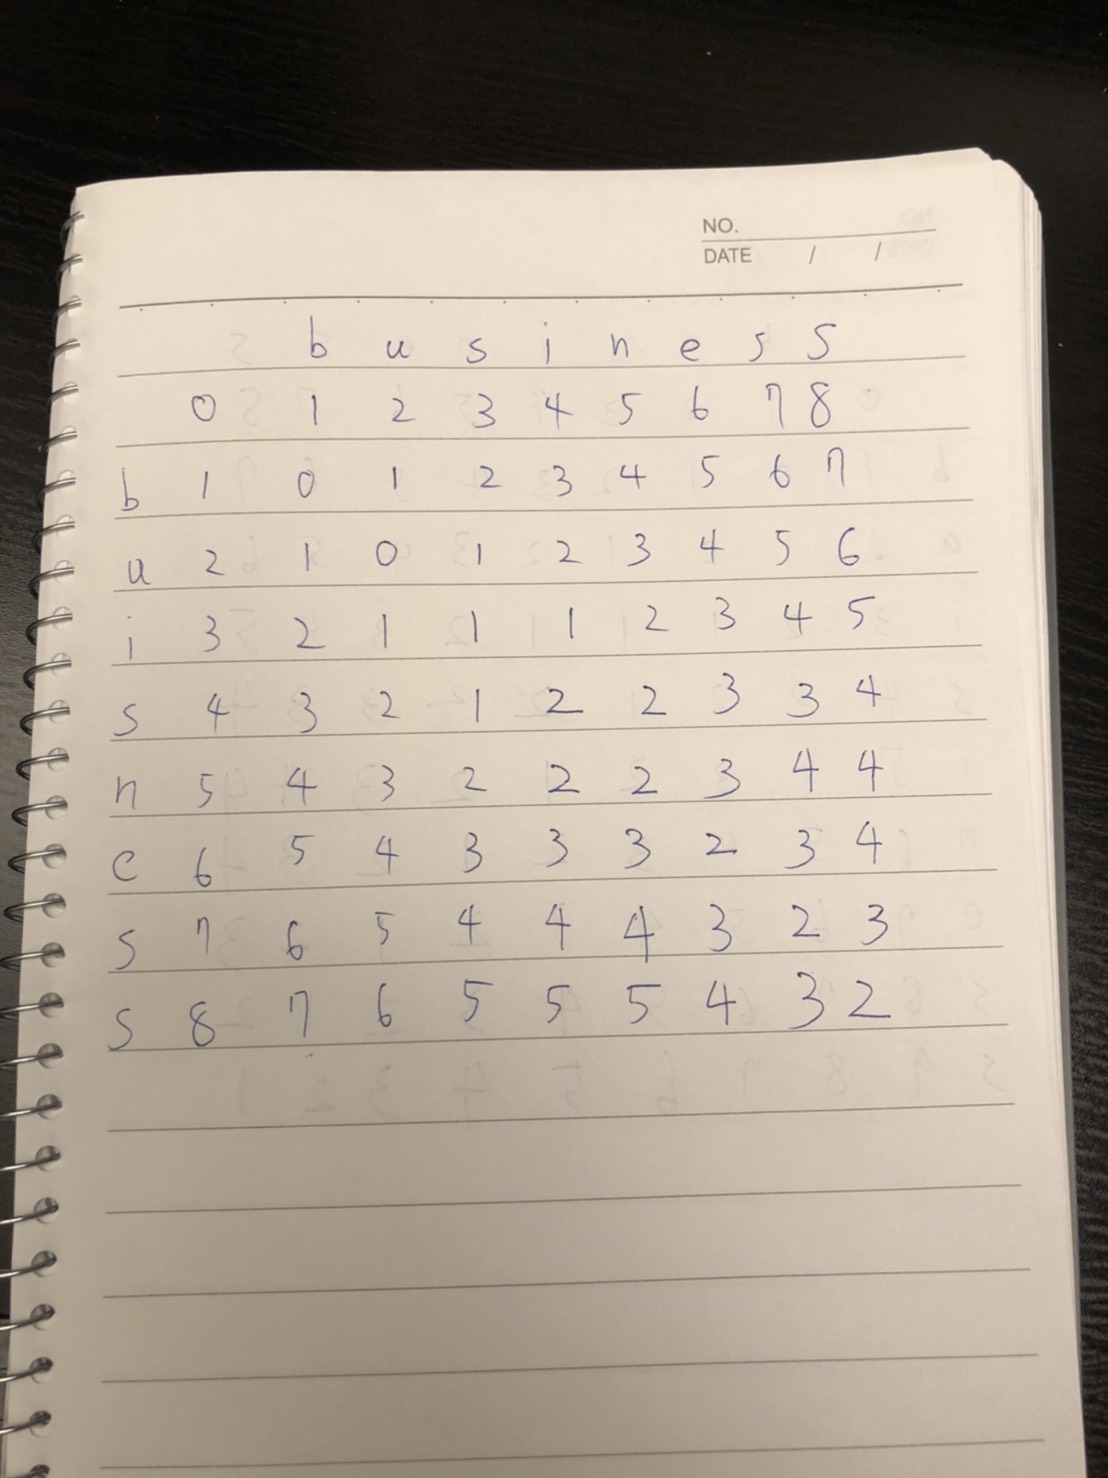 NO.
DATE / /
b u s i n e s s
0 1 2 3 4 5 6 7 8
b 1 0 1 2 3 4 5 6 7
u 2 1 0 1 2 3 4 5 6
i 3 2 1 1 1 2 3 4 5
s 4 3 2 1 2 2 3 3 4
n 5 4 3 2 2 2 3 4 4
e 6 5 4 3 3 3 2 3 4
s 7 6 5 4 4 4 3 2 3
s 8 7 6 5 5 5 4 3 2